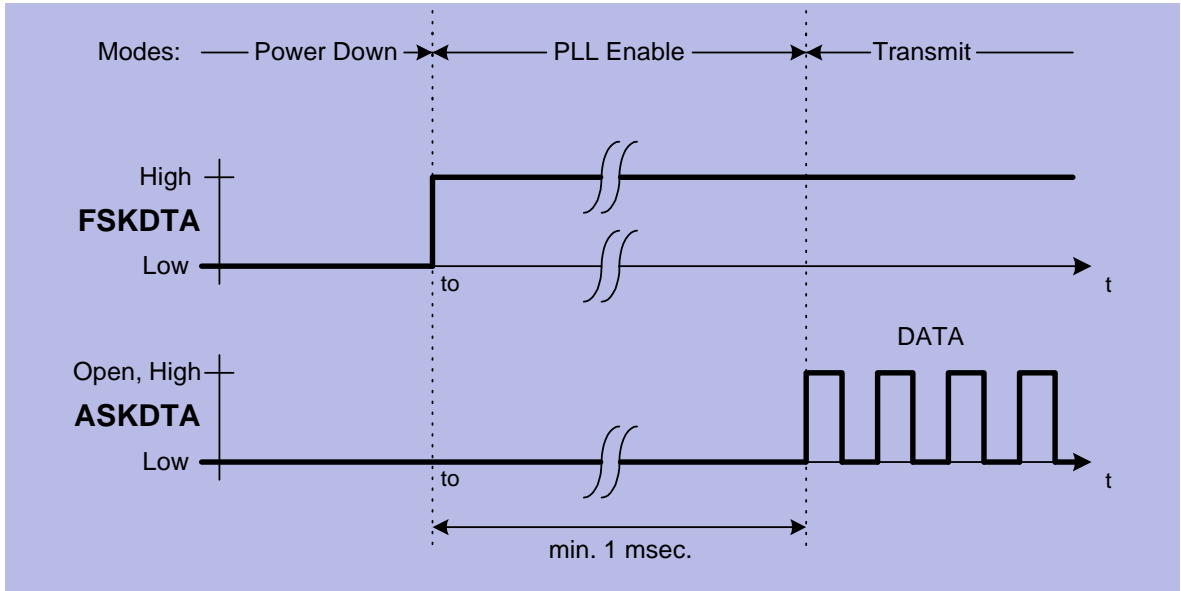 Modes: Power Down PLL Enable Transmit
High
FSKDTA
Low
to
t
DATA
Open, High
ASKDTA
Low
to
t
min. 1 msec.